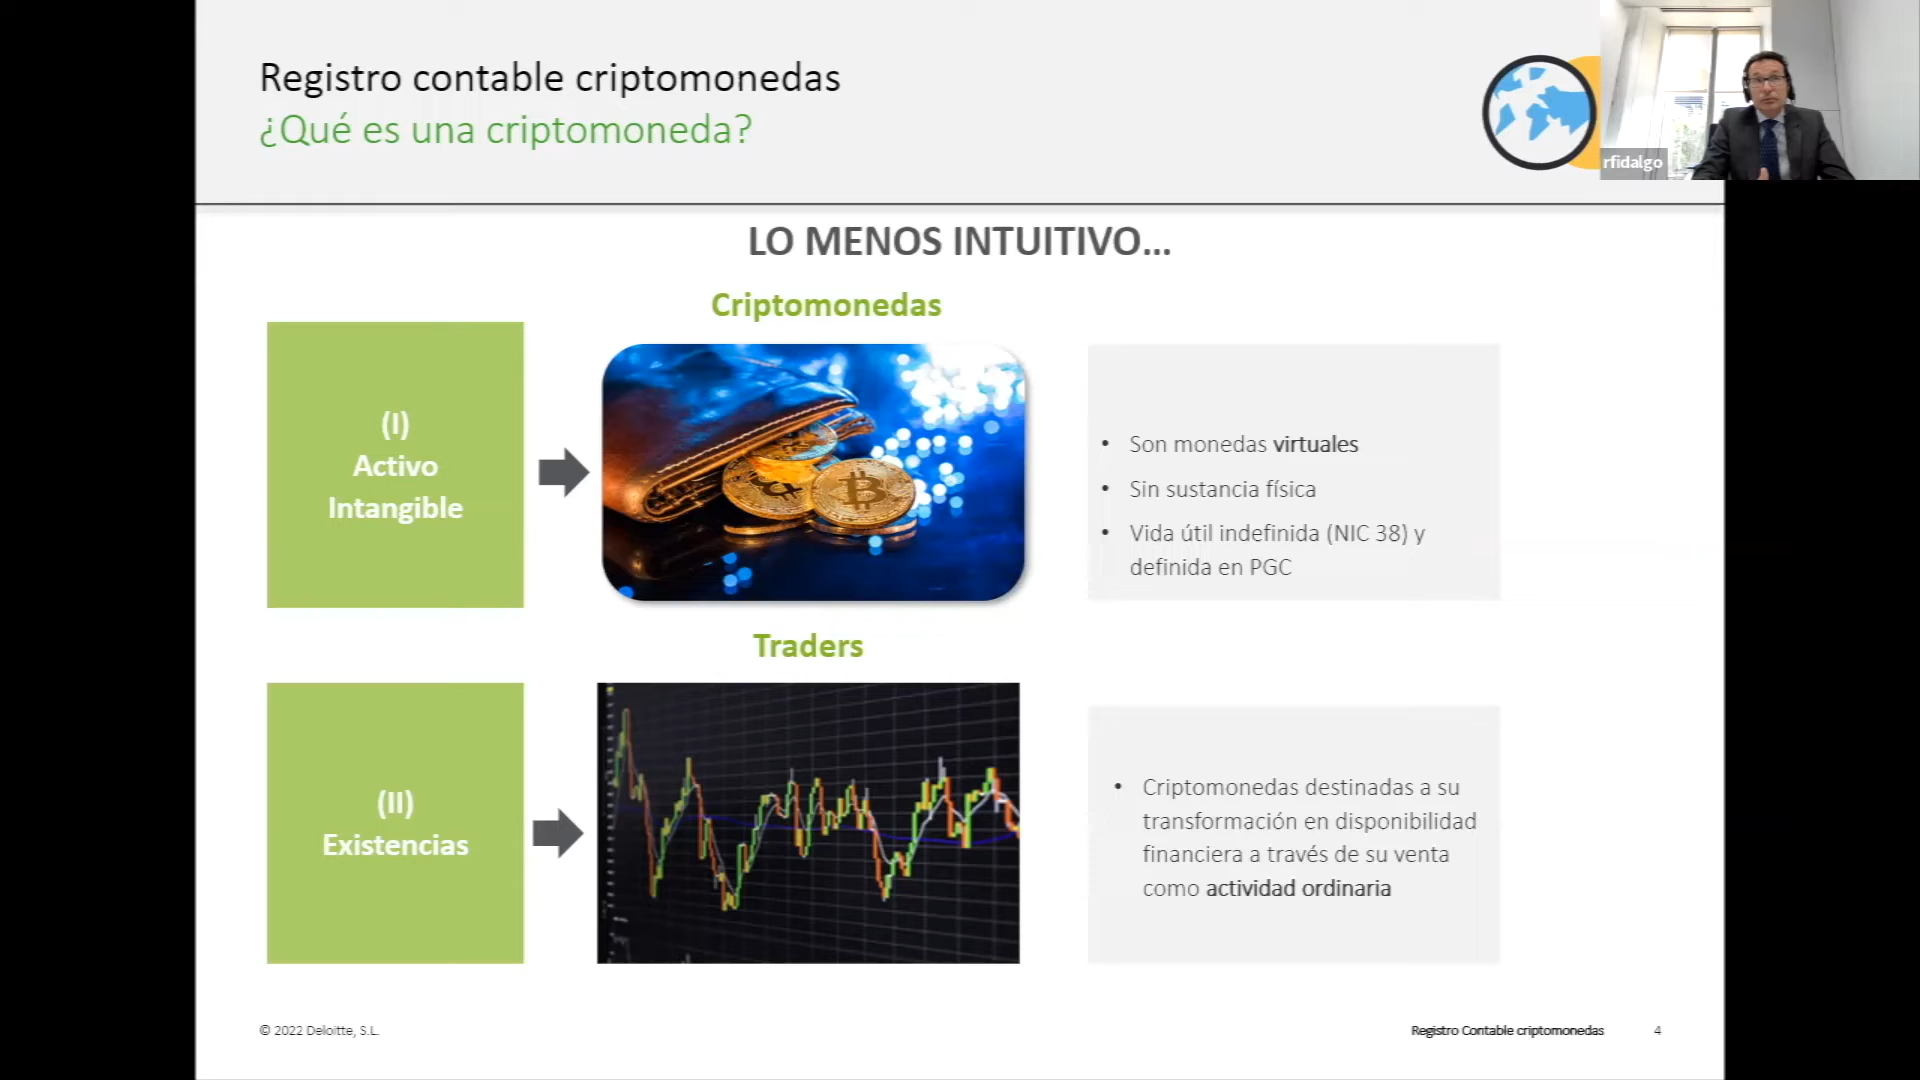 Registro contable criptomonedas
¿Qué es una criptomoneda?
rfidalgo
LO MENOS INTUITIVO...
Criptomonedas
(I)
Activo
Intangible
• Son monedas virtuales
• Sin sustancia física
• Vida útil indefinida (NIC 38) y
definida en PGC
Traders
(II)
Existencias
• Criptomonedas destinadas a su
transformación en disponibilidad
financiera a través de su venta
como actividad ordinaria
© 2022 Deloitte, S.L.
Registro Contable criptomonedas
4